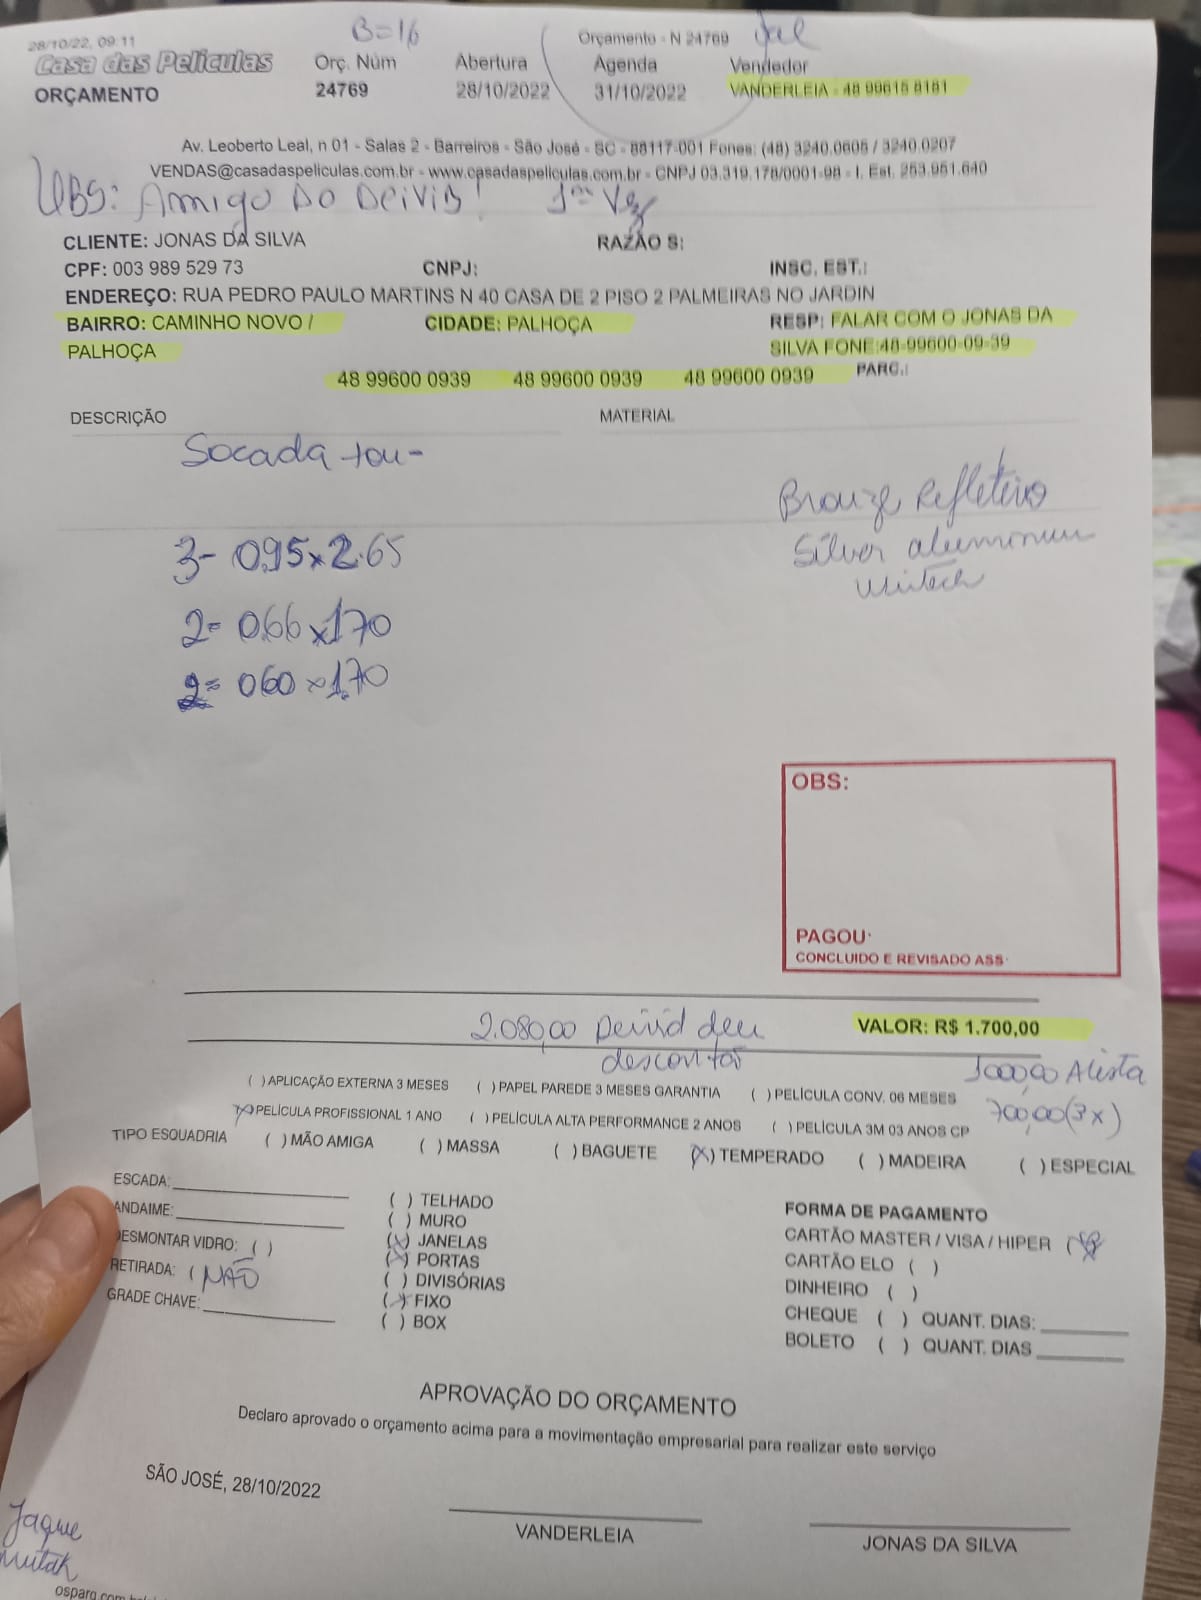 28/10/22, 09:11
B=16
Orçamento - N 24769
Casa das Películas
Orç. Núm
Abertura
Agenda
Vendedor
ORÇAMENTO
24769
28/10/2022
31/10/2022
VANDERLEIA - 48 99615 8181
Av. Leoberto Leal, n 01 - Salas 2 - Barreiros - São José - SC - 88117-001 Fones: (48) 3240.0605 / 3240.0207
VENDAS@casadaspeliculas.com.br - www.casadaspeliculas.com.br - CNPJ 03.319.178/0001-98 - I. Est. 253.951.640
OBS: Amigo do Deivid! 1ª Vez
CLIENTE: JONAS DA SILVA
RAZÃO S:
CPF: 003 989 529 73
CNPJ:
INSC. EST.:
ENDEREÇO: RUA PEDRO PAULO MARTINS N 40 CASA DE 2 PISO 2 PALMEIRAS NO JARDIN
BAIRRO: CAMINHO NOVO /
PALHOÇA
CIDADE: PALHOÇA
RESP: FALAR COM O JONAS DA
SILVA FONE:48-99600-09-39
48 99600 0939 48 99600 0939 48 99600 0939
PARC.:
DESCRIÇÃO
MATERIAL
Bronze Refletivo
Silver aluminum
3- 0.95 x 2.65
2= 0.66 x 1.70
2= 060 x 1.70
OBS:
PAGOU:
CONCLUIDO E REVISADO ASS:
2.080,00 Deivid deu
desconto
VALOR: R$ 1.700,00
1000,00 A vista
700,00 (3x)
( ) APLICAÇÃO EXTERNA 3 MESES ( ) PAPEL PAREDE 3 MESES GARANTIA ( ) PELÍCULA CONV. 06 MESES
(X) PELÍCULA PROFISSIONAL 1 ANO ( ) PELÍCULA ALTA PERFORMANCE 2 ANOS ( ) PELÍCULA 3M 03 ANOS CP
TIPO ESQUADRIA ( ) MÃO AMIGA ( ) MASSA ( ) BAGUETE (X) TEMPERADO ( ) MADEIRA ( ) ESPECIAL
ESCADA:
ANDAIME:
DESMONTAR VIDRO: ( )
RETIRADA: ( NÃO
GRADE CHAVE:
( ) TELHADO
( ) MURO
(X) JANELAS
(X) PORTAS
( ) DIVISÓRIAS
(X) FIXO
( ) BOX
FORMA DE PAGAMENTO
CARTÃO MASTER / VISA / HIPER (X)
CARTÃO ELO ( )
DINHEIRO ( )
CHEQUE ( ) QUANT. DIAS:
BOLETO ( ) QUANT. DIAS
APROVAÇÃO DO ORÇAMENTO
Declaro aprovado o orçamento acima para a movimentação empresarial para realizar este serviço
SÃO JOSÉ, 28/10/2022
VANDERLEIA
JONAS DA SILVA
Jaque